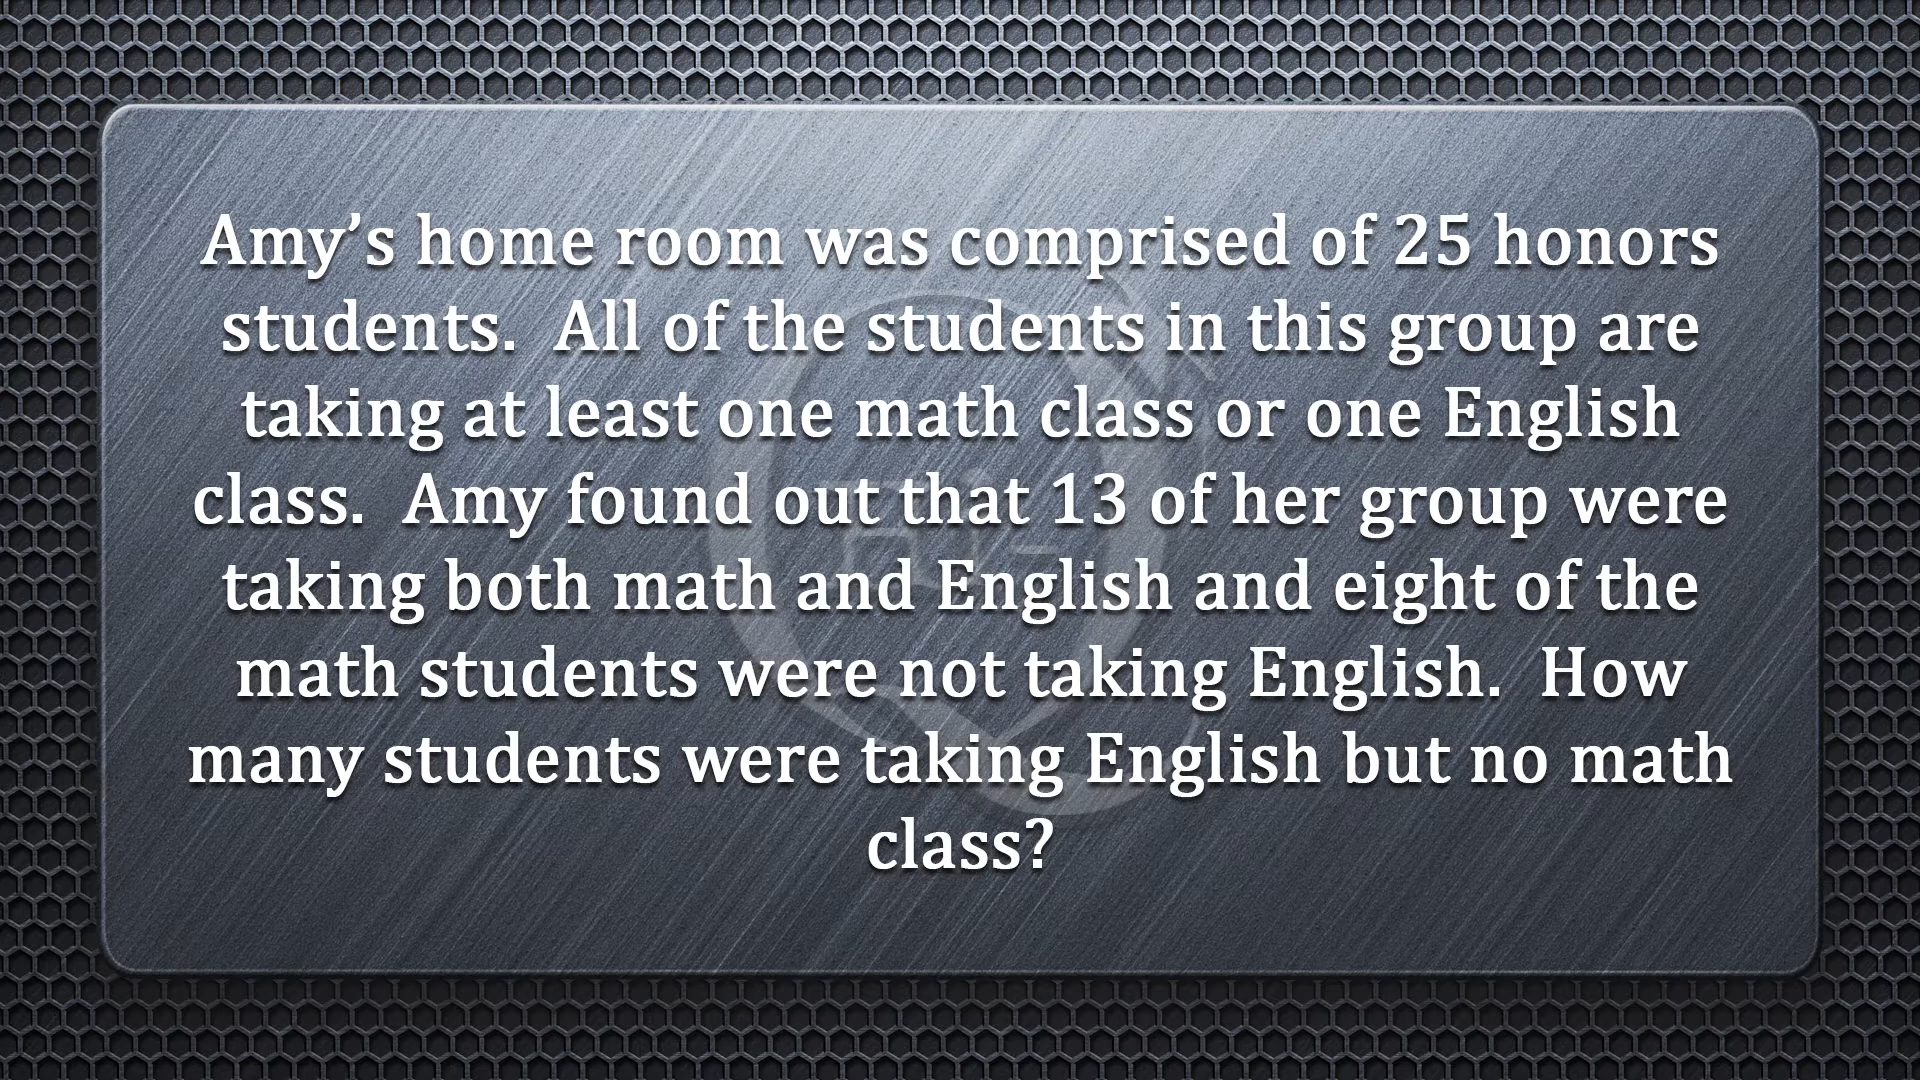 Amy’s home room was comprised of 25 honors
students.  All of the students in this group are
taking at least one math class or one English
class.  Amy found out that 13 of her group were
taking both math and English and eight of the
math students were not taking English.  How
many students were taking English but no math
class?